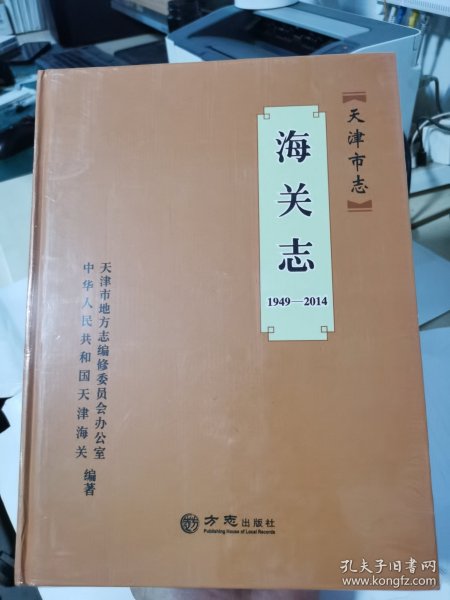 【天津市志】
海关志
1949—2014
天津市地方志编修委员会办公室
中华人民共和国天津海关
编著
方志出版社
Publishing House of Local Records
孔夫子旧书网
www.kongfz.com